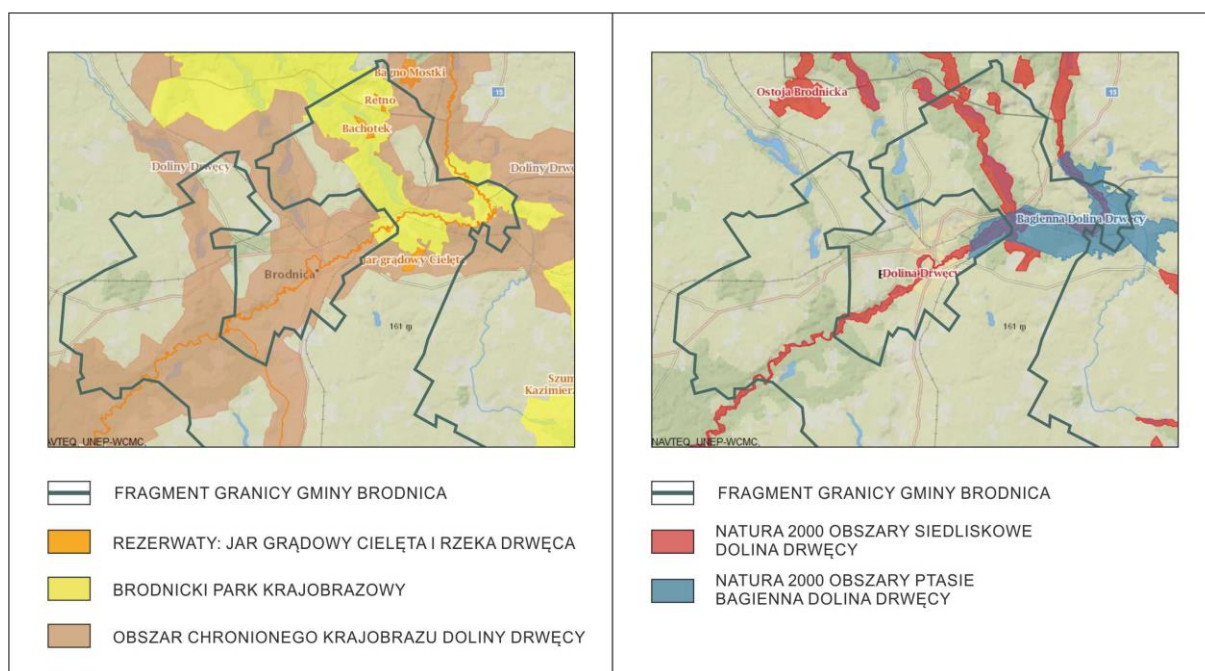 Bagno Mostki
Retno
15
Bachotek
Doliny Drwęcy
Doliny Drwę
Jar grądowy Cielęta
Brodnica
161
Szum
Kazimierz
NAVTEQ, UNEP-WCMC,
FRAGMENT GRANICY GMINY BRODNICA
REZERWATY: JAR GRĄDOWY CIELĘTA I RZEKA DRWĘCA
BRODNICKI PARK KRAJOBRAZOWY
OBSZAR CHRONIONEGO KRAJOBRAZU DOLINY DRWĘCY
Ostoja Brodnicka
15
Bagienna Dolina Drwęcy
Dolina Drwęcy
161
NAVTEQ, UNEP-WCMC,
FRAGMENT GRANICY GMINY BRODNICA
NATURA 2000 OBSZARY SIEDLISKOWE
DOLINA DRWĘCY
NATURA 2000 OBSZARY PTASIE
BAGIENNA DOLINA DRWĘCY